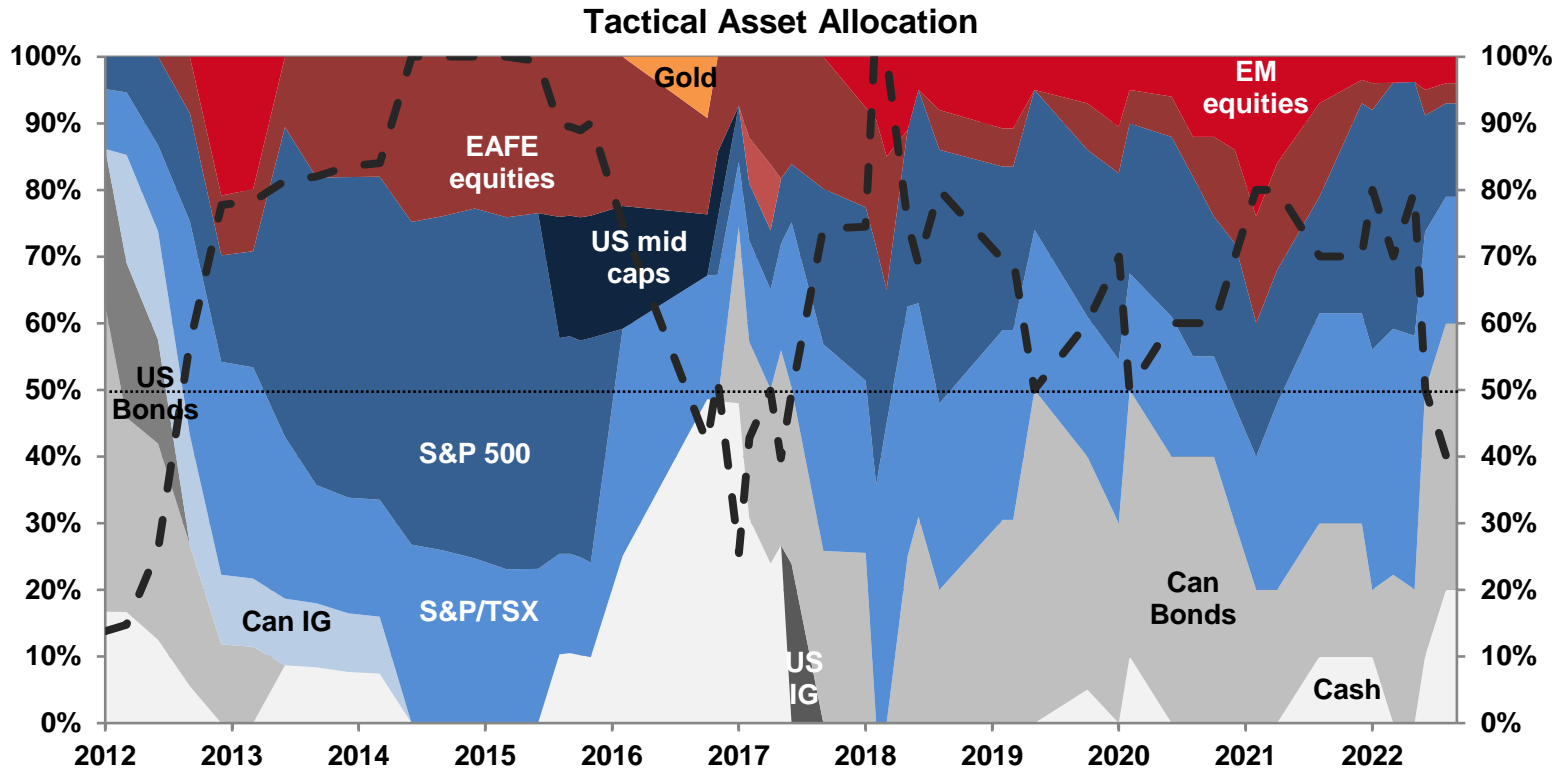 Tactical Asset Allocation
100%
90%
80%
70%
60%
50%
40%
30%
20%
10%
0%
100%
90%
80%
70%
60%
50%
40%
30%
20%
10%
0%
Gold
EM
equities
EAFE
equities
US mid
caps
US
Bonds
S&P 500
S&P/TSX
Can IG
US
IG
Can
Bonds
Cash
2012
2013
2014
2015
2016
2017
2018
2019
2020
2021
2022